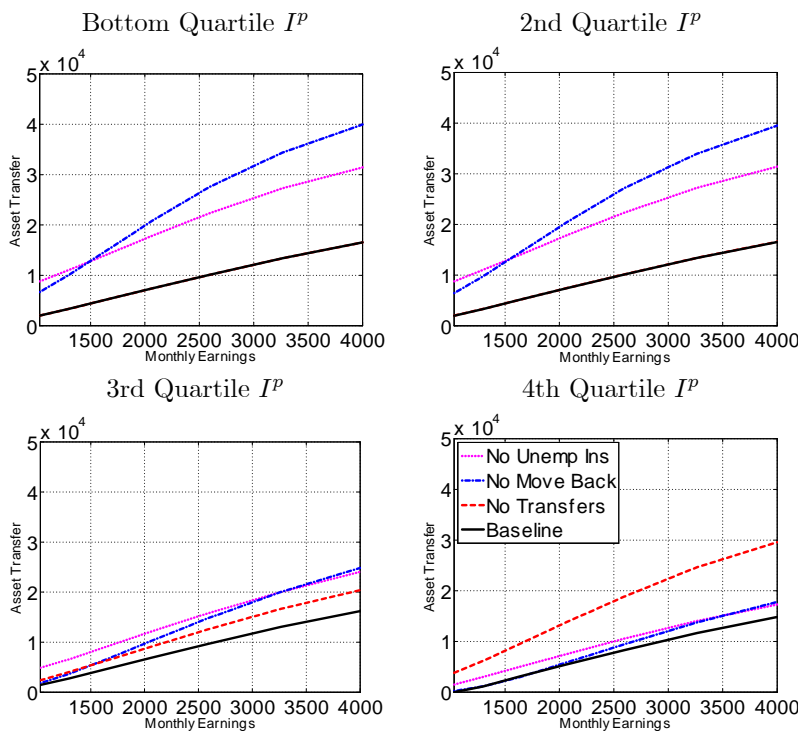 Bottom Quartile I^p
x 10^4
5
4
3
2
1
0
Asset Transfer
1500 2000 2500 3000 3500 4000
Monthly Earnings
2nd Quartile I^p
x 10^4
5
4
3
2
1
0
Asset Transfer
1500 2000 2500 3000 3500 4000
Monthly Earnings
3rd Quartile I^p
x 10^4
5
4
3
2
1
0
Asset Transfer
1500 2000 2500 3000 3500 4000
Monthly Earnings
4th Quartile I^p
x 10^4
5
4
3
2
1
0
Asset Transfer
No Unemp Ins
No Move Back
No Transfers
Baseline
1500 2000 2500 3000 3500 4000
Monthly Earnings